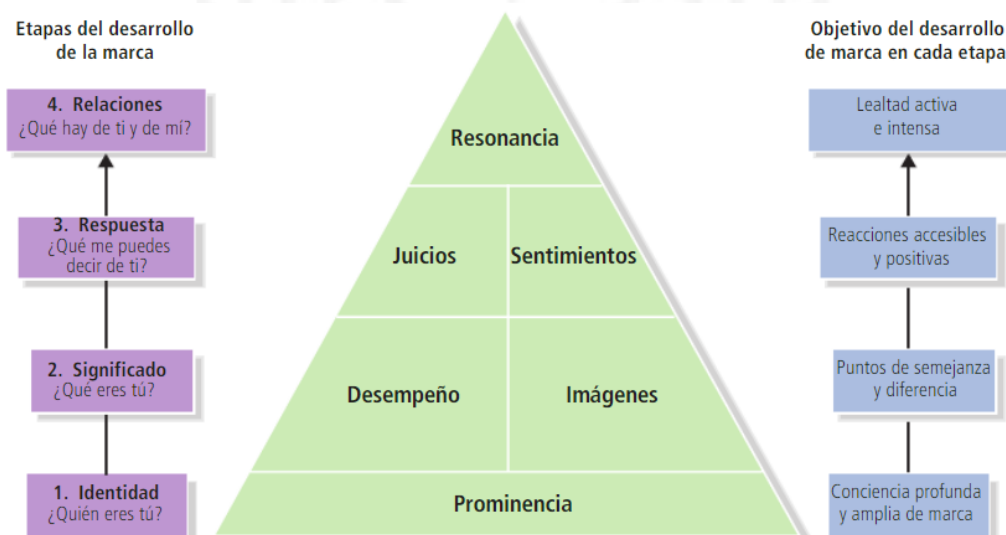 Etapas del desarrollo
de la marca
Objetivo del desarrollo
de marca en cada etapa
4. Relaciones
¿Qué hay de ti y de mí?
Lealtad activa
e intensa
Resonancia
3. Respuesta
¿Qué me puedes
decir de ti?
Juicios
Sentimientos
Reacciones accesibles
y positivas
2. Significado
¿Qué eres tú?
Desempeño
Imágenes
Puntos de semejanza
y diferencia
1. Identidad
¿Quién eres tú?
Prominencia
Conciencia profunda
y amplia de marca